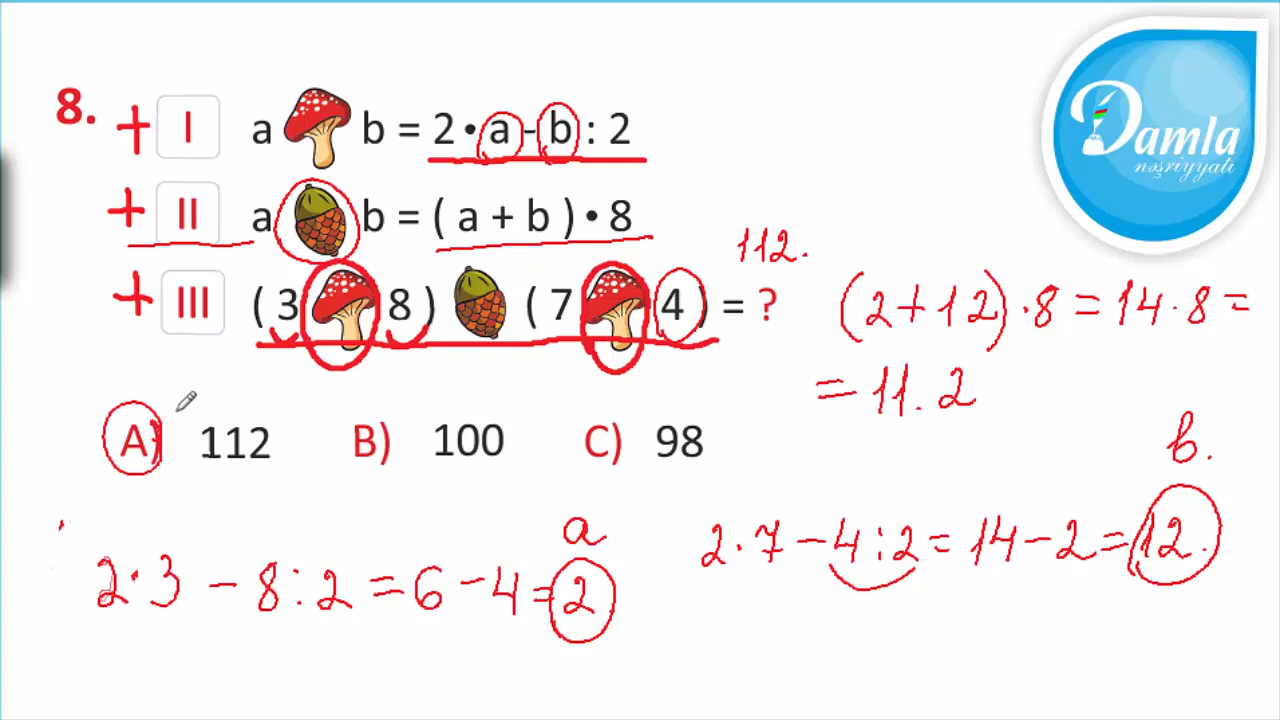 8. + I a b = 2 • a - b : 2
+ II a b = ( a + b ) • 8
+ III ( 3 8 ) ( 7 4 ) = ?
112.
(2+12)·8=14·8=
=11.2
A) 112 B) 100 C) 98
a
2·3-8:2=6-4=2
b.
2·7-4:2=14-2=12.
Damla
nəşriyyatı